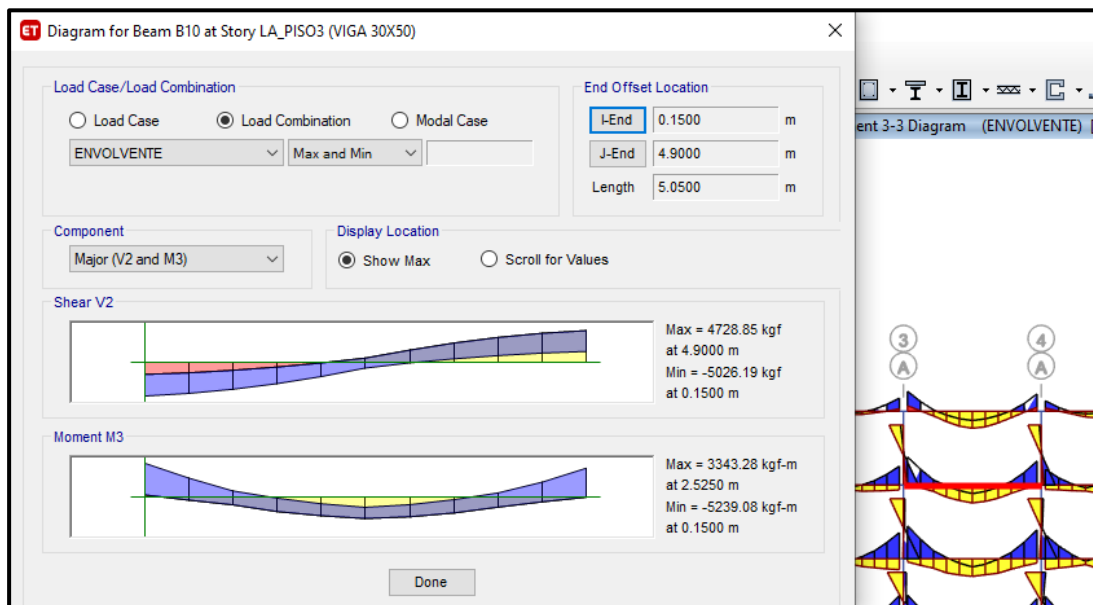 ET Diagram for Beam B10 at Story LA_PISO3 (VIGA 30X50)
Load Case/Load Combination
Load Case Load Combination Modal Case
ENVOLVENTE Max and Min
End Offset Location
I-End 0.1500 m
J-End 4.9000 m
Length 5.0500 m
ent 3-3 Diagram (ENVOLVENTE) [
Component
Major (V2 and M3)
Display Location
Show Max Scroll for Values
Shear V2
Max = 4728.85 kgf
at 4.9000 m
Min = -5026.19 kgf
at 0.1500 m
Moment M3
Max = 3343.28 kgf-m
at 2.5250 m
Min = -5239.08 kgf-m
at 0.1500 m
Done
3 4
A A